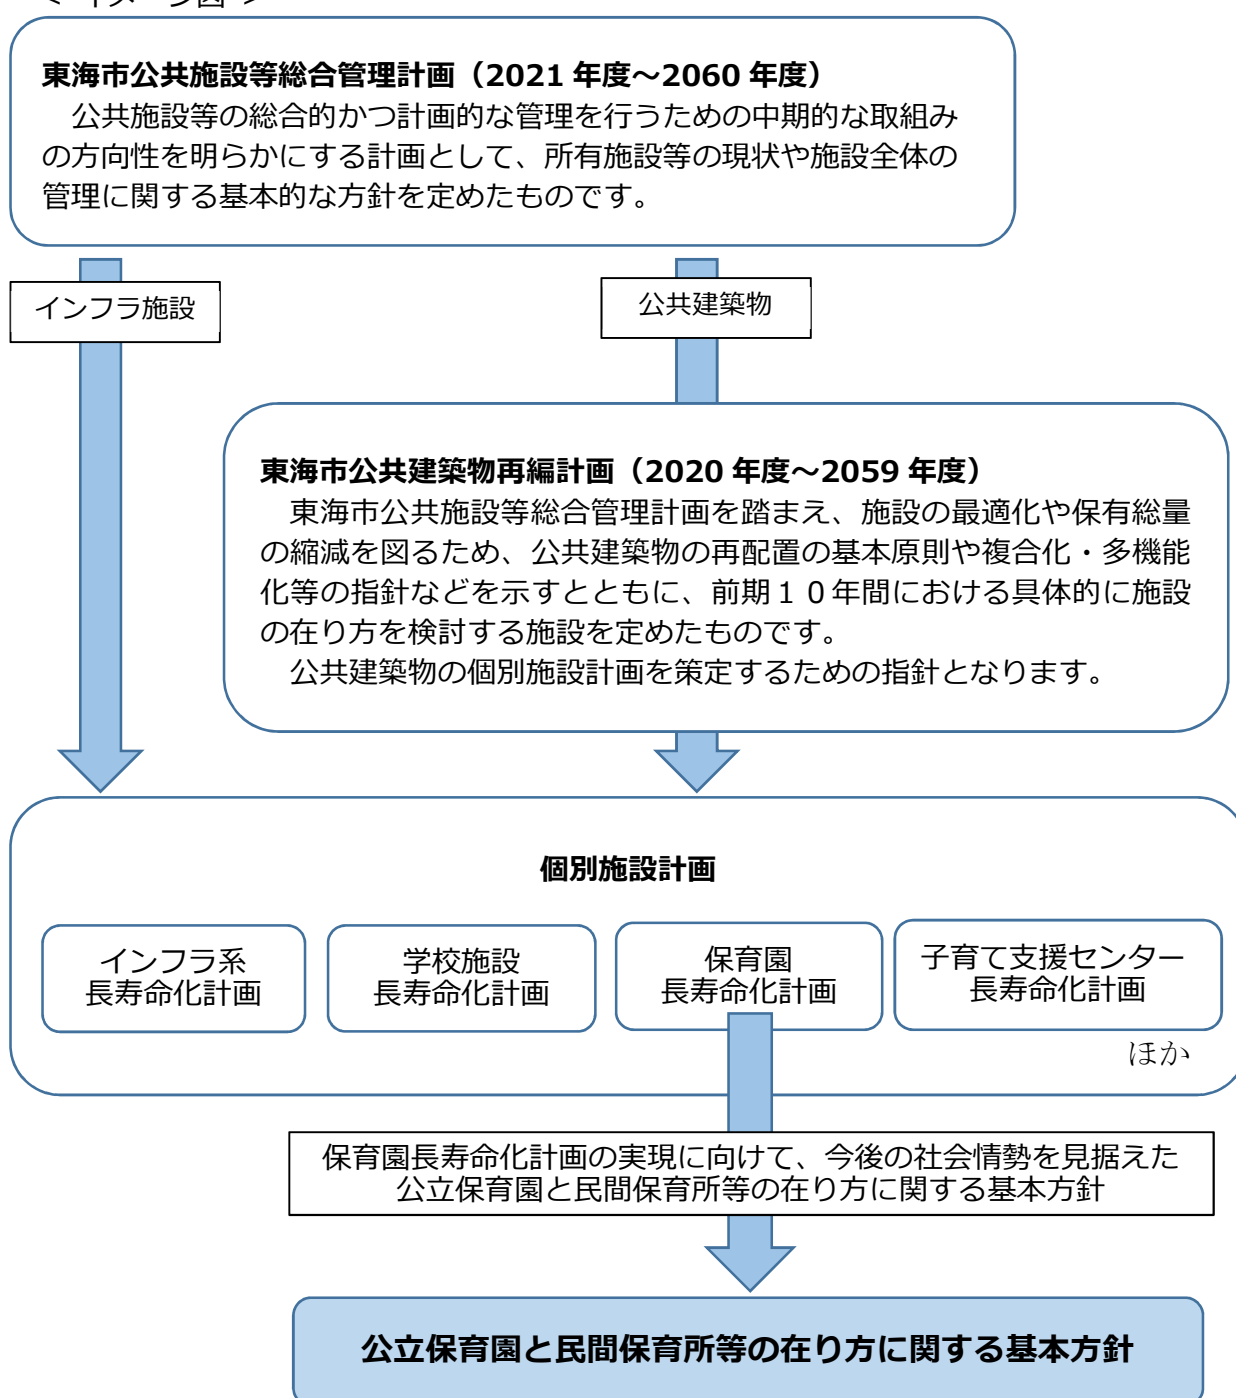 < イメージ図 >
東海市公共施設等総合管理計画（2021 年度～2060 年度）
公共施設等の総合的かつ計画的な管理を行うための中期的な取組み
の方向性を明らかにする計画として、所有施設等の現状や施設全体の
管理に関する基本的な方針を定めたものです。
インフラ施設
公共建築物
東海市公共建築物再編計画（2020 年度～2059 年度）
東海市公共施設等総合管理計画を踏まえ、施設の最適化や保有総量
の縮減を図るため、公共建築物の再配置の基本原則や複合化・多機能
化等の指針などを示すとともに、前期１０年間における具体的に施設
の在り方を検討する施設を定めたものです。
公共建築物の個別施設計画を策定するための指針となります。
個別施設計画
インフラ系
長寿命化計画
学校施設
長寿命化計画
保育園
長寿命化計画
子育て支援センター
長寿命化計画
ほか
保育園長寿命化計画の実現に向けて、今後の社会情勢を見据えた
公立保育園と民間保育所等の在り方に関する基本方針
公立保育園と民間保育所等の在り方に関する基本方針